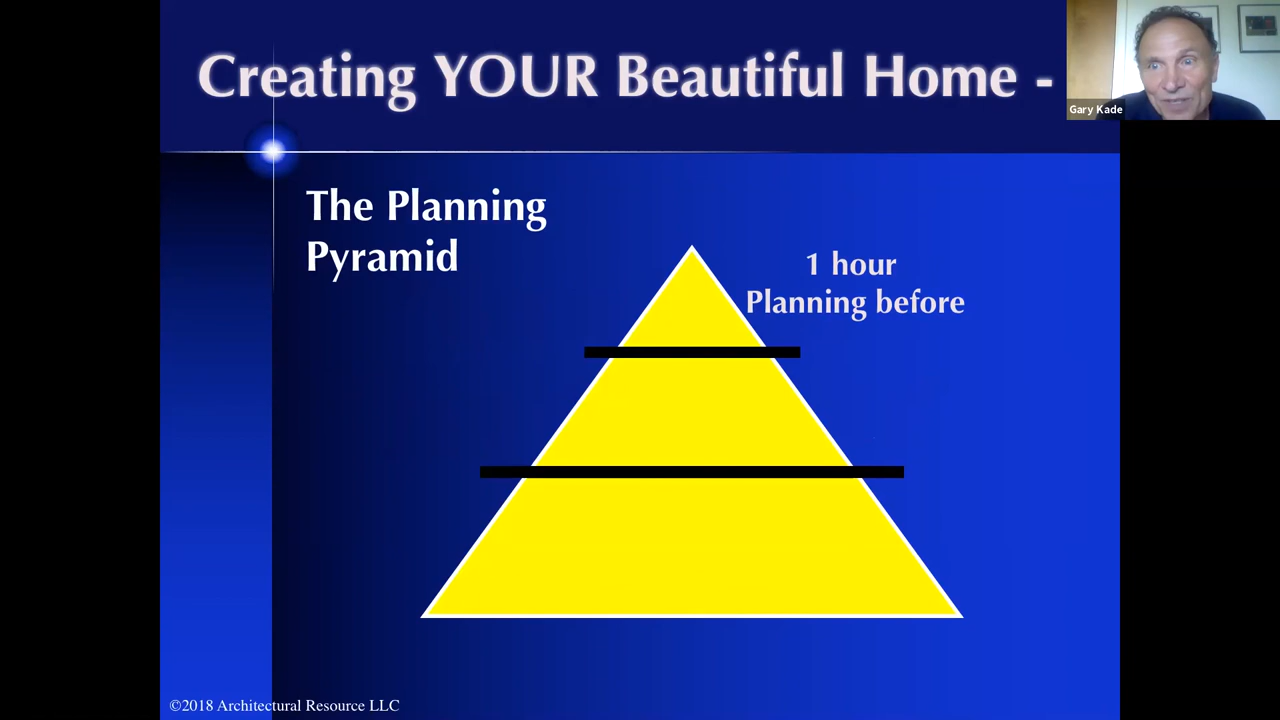 Creating YOUR Beautiful Home -
Gary Kade
The Planning
Pyramid
1 hour
Planning before
©2018 Architectural Resource LLC